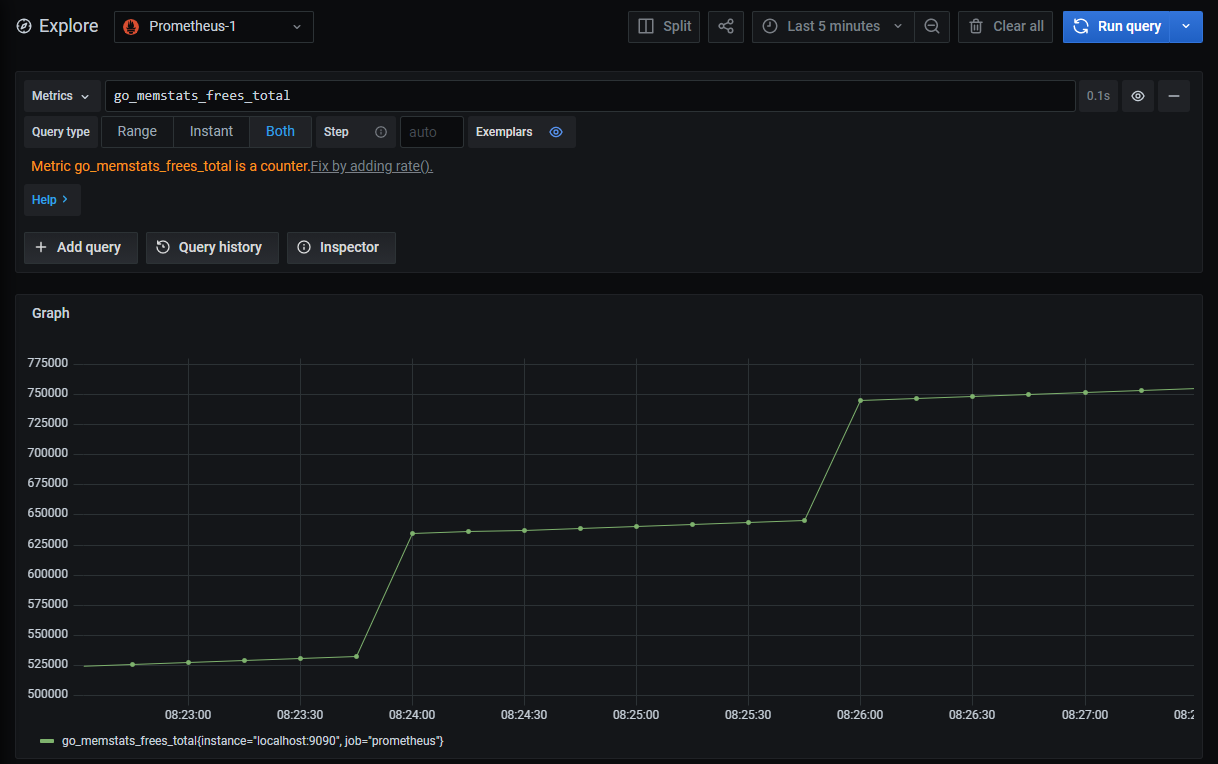 Explore Prometheus-1 Split Last 5 minutes Clear all Run query
Metrics go_memstats_frees_total 0.1s
Query type Range Instant Both Step auto Exemplars
Metric go_memstats_frees_total is a counter.Fix by adding rate().
Help
Add query Query history Inspector
Graph
775000
750000
725000
700000
675000
650000
625000
600000
575000
550000
525000
500000
08:23:00 08:23:30 08:24:00 08:24:30 08:25:00 08:25:30 08:26:00 08:26:30 08:27:00 08:2
go_memstats_frees_total{instance="localhost:9090", job="prometheus"}